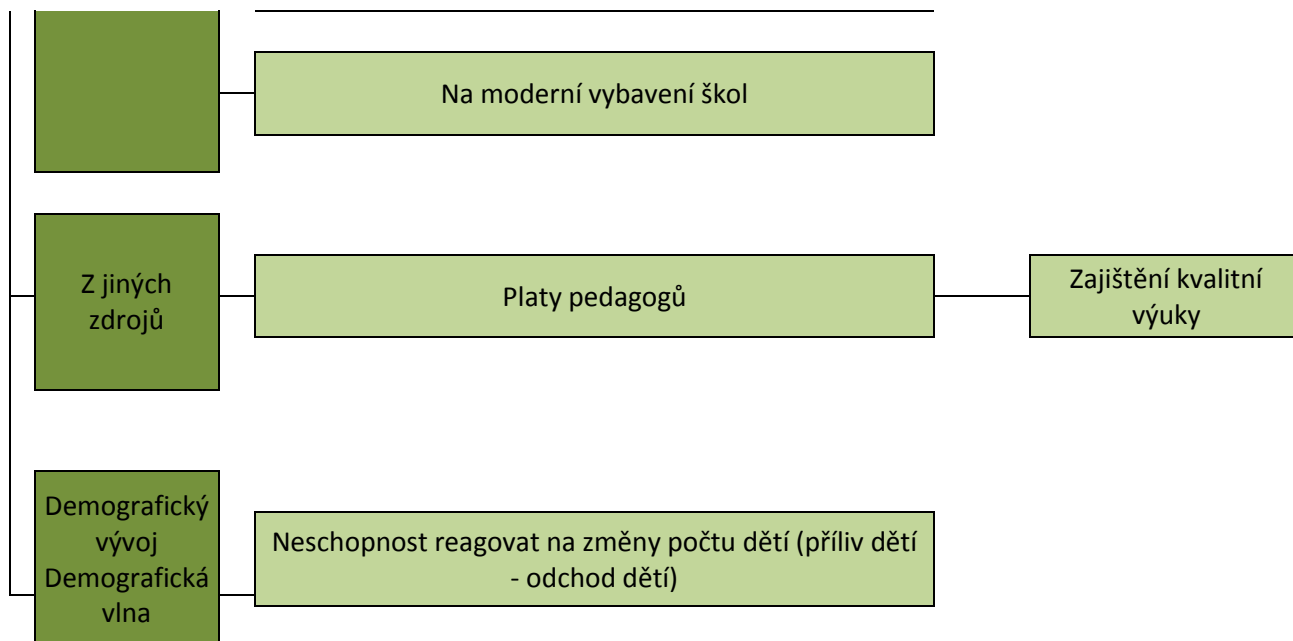 Na moderní vybavení škol
Z jiných
zdrojů
Platy pedagogů
Zajištění kvalitní
výuky
Demografický
vývoj
Demografická
vlna
Neschopnost reagovat na změny počtu dětí (příliv dětí
- odchod dětí)